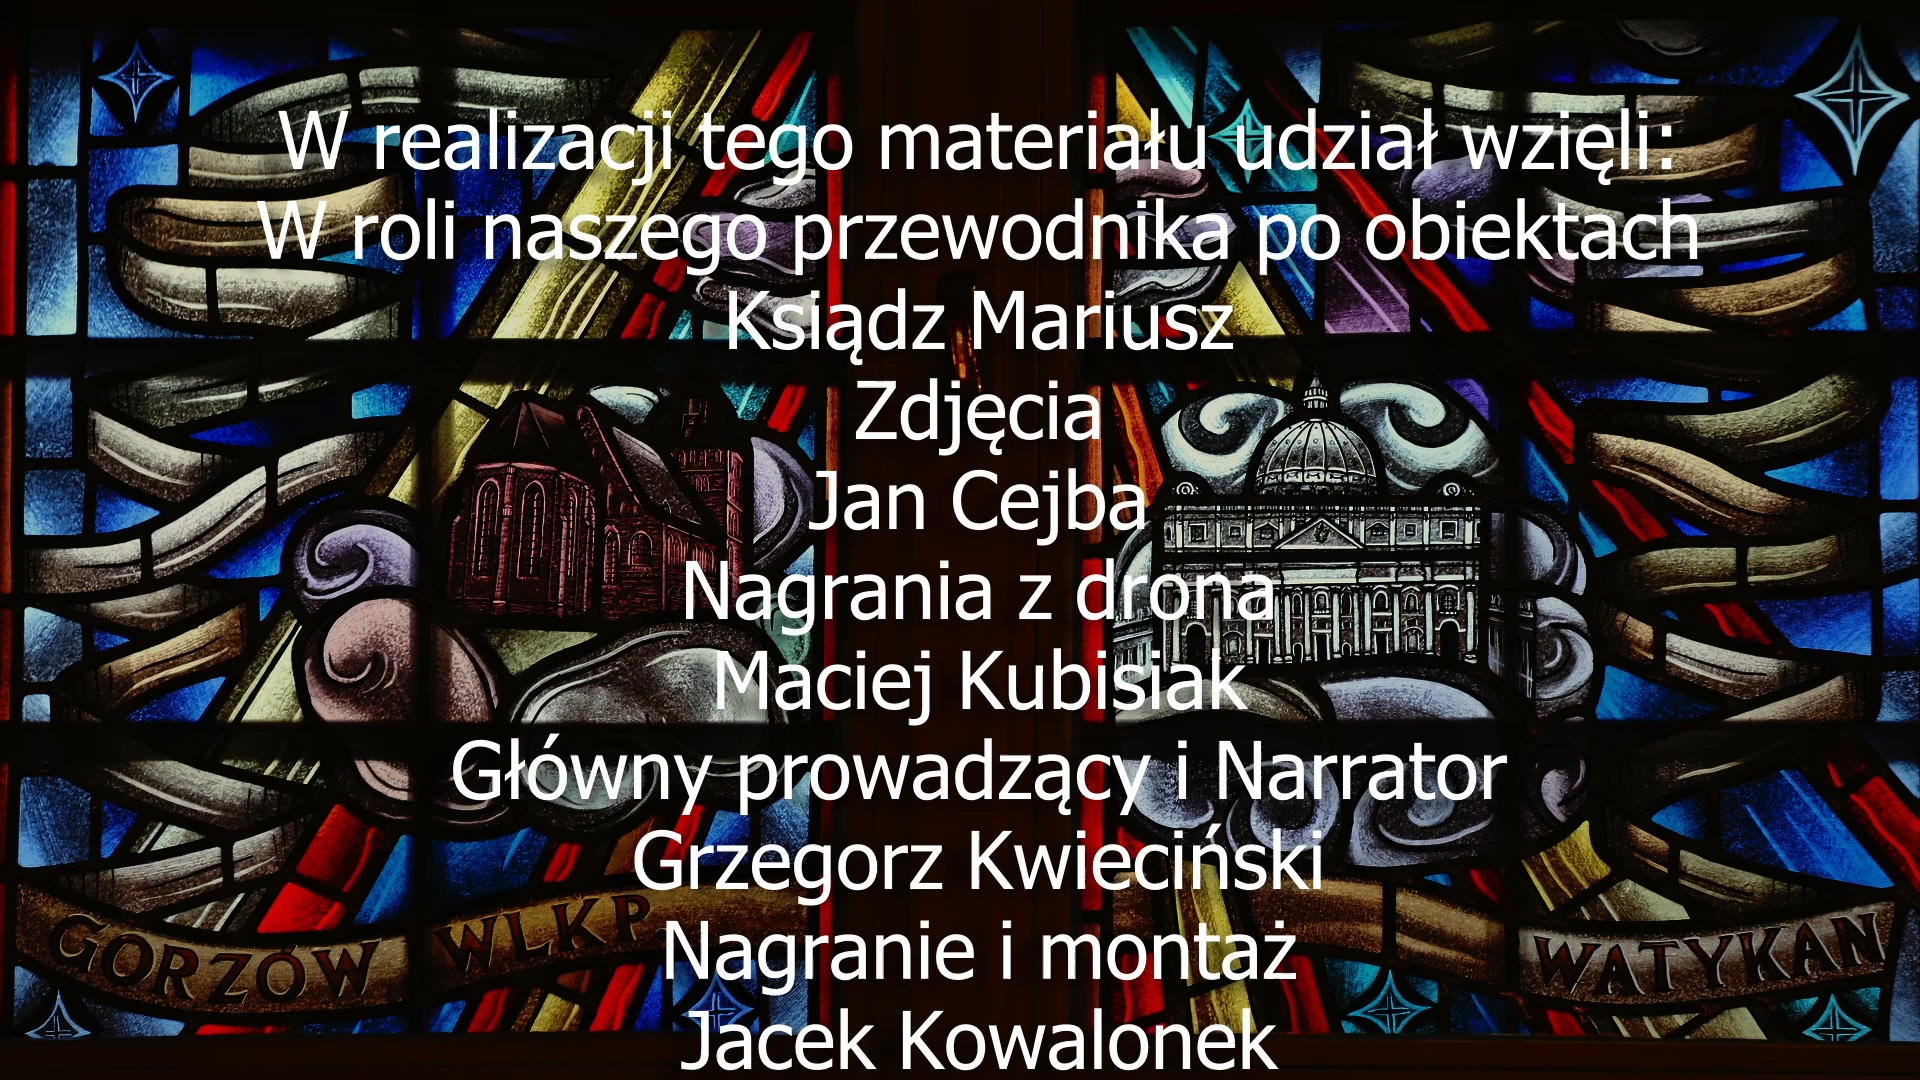 W realizacji tego materiału udział wzięli:
W roli naszego przewodnika po obiektach
Ksiądz Mariusz
Zdjęcia
Jan Cejba
Nagrania z drona
Maciej Kubisiak
Główny prowadzący i Narrator
Grzegorz Kwieciński
Nagranie i montaż
Jacek Kowalonek
GORZÓW WLKP
WATYKAN